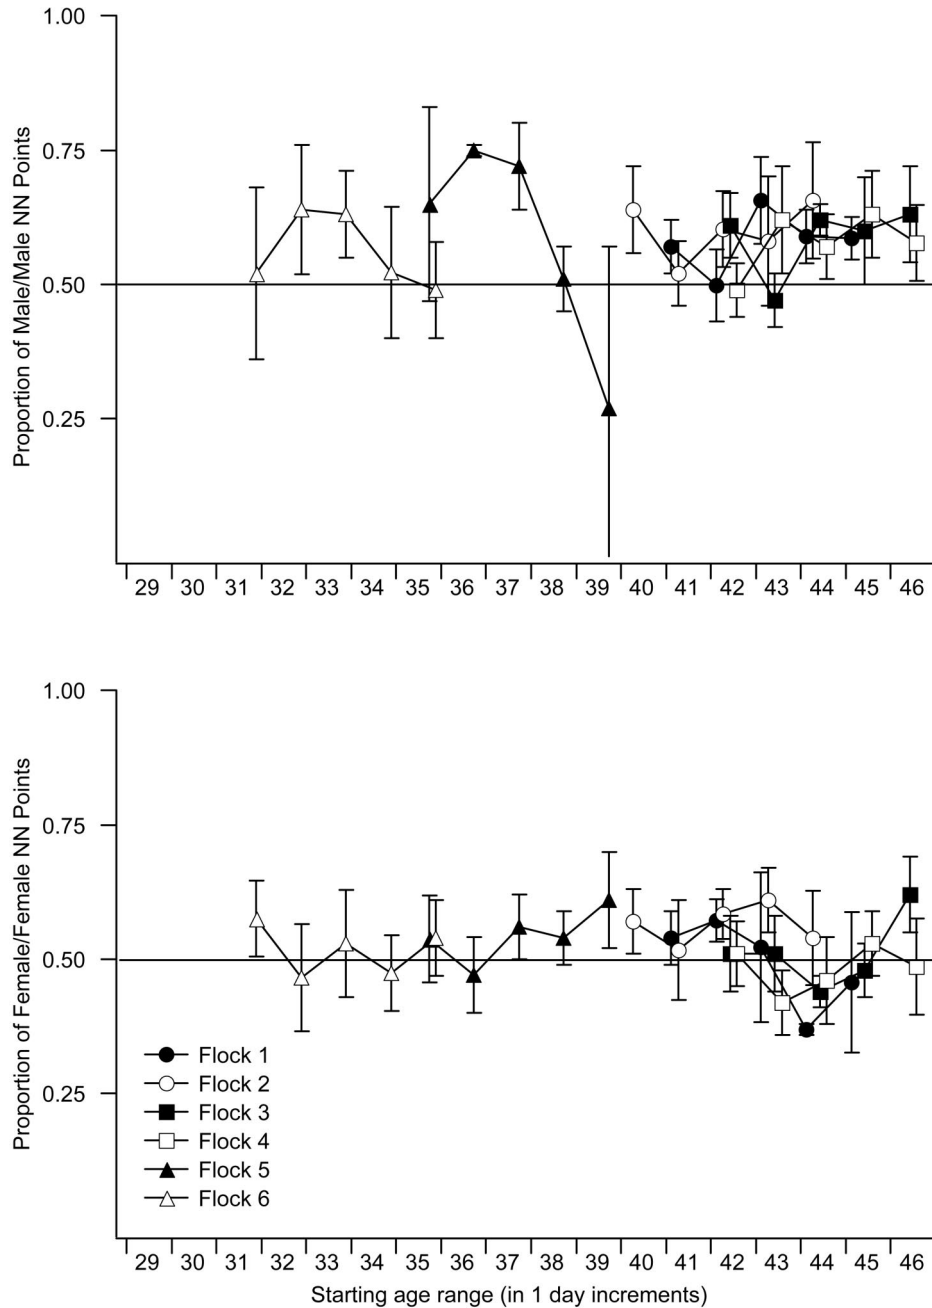 Proportion of Male/Male NN Points
1.00
0.75
0.50
0.25
29 30 31 32 33 34 35 36 37 38 39 40 41 42 43 44 45 46
Proportion of Female/Female NN Points
1.00
0.75
0.50
0.25
Flock 1
Flock 2
Flock 3
Flock 4
Flock 5
Flock 6
29 30 31 32 33 34 35 36 37 38 39 40 41 42 43 44 45 46
Starting age range (in 1 day increments)